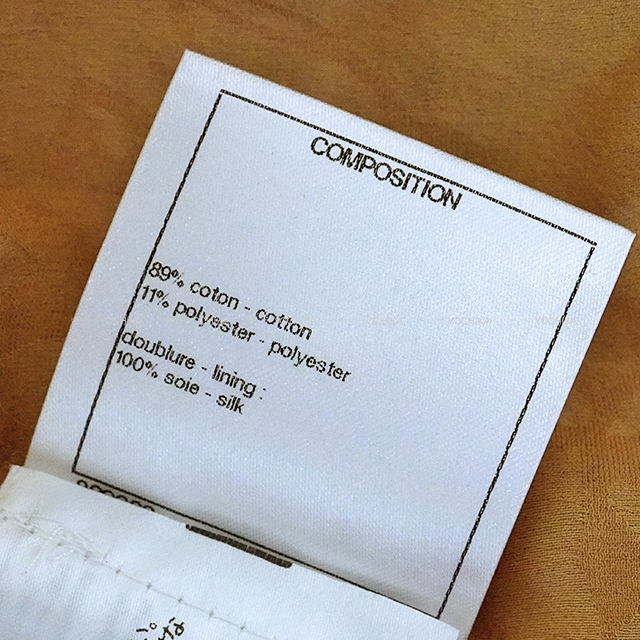 COMPOSITION
89% coton - cotton
11% polyester - polyester
doublure - lining :
100% soie - silk